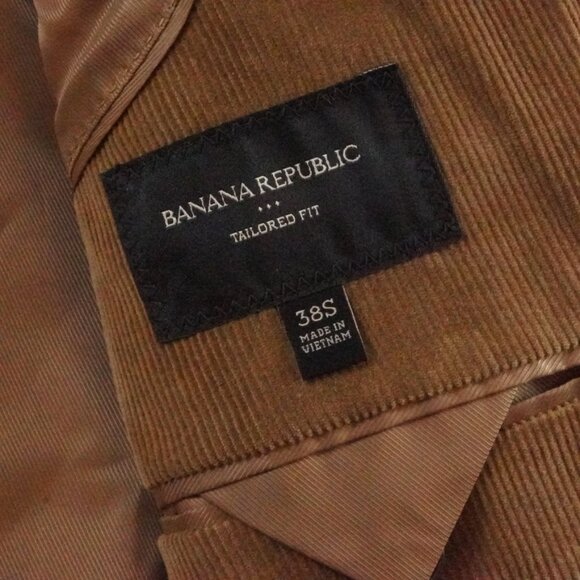 BANANA REPUBLIC
TAILORED FIT
38S
MADE IN
VIETNAM